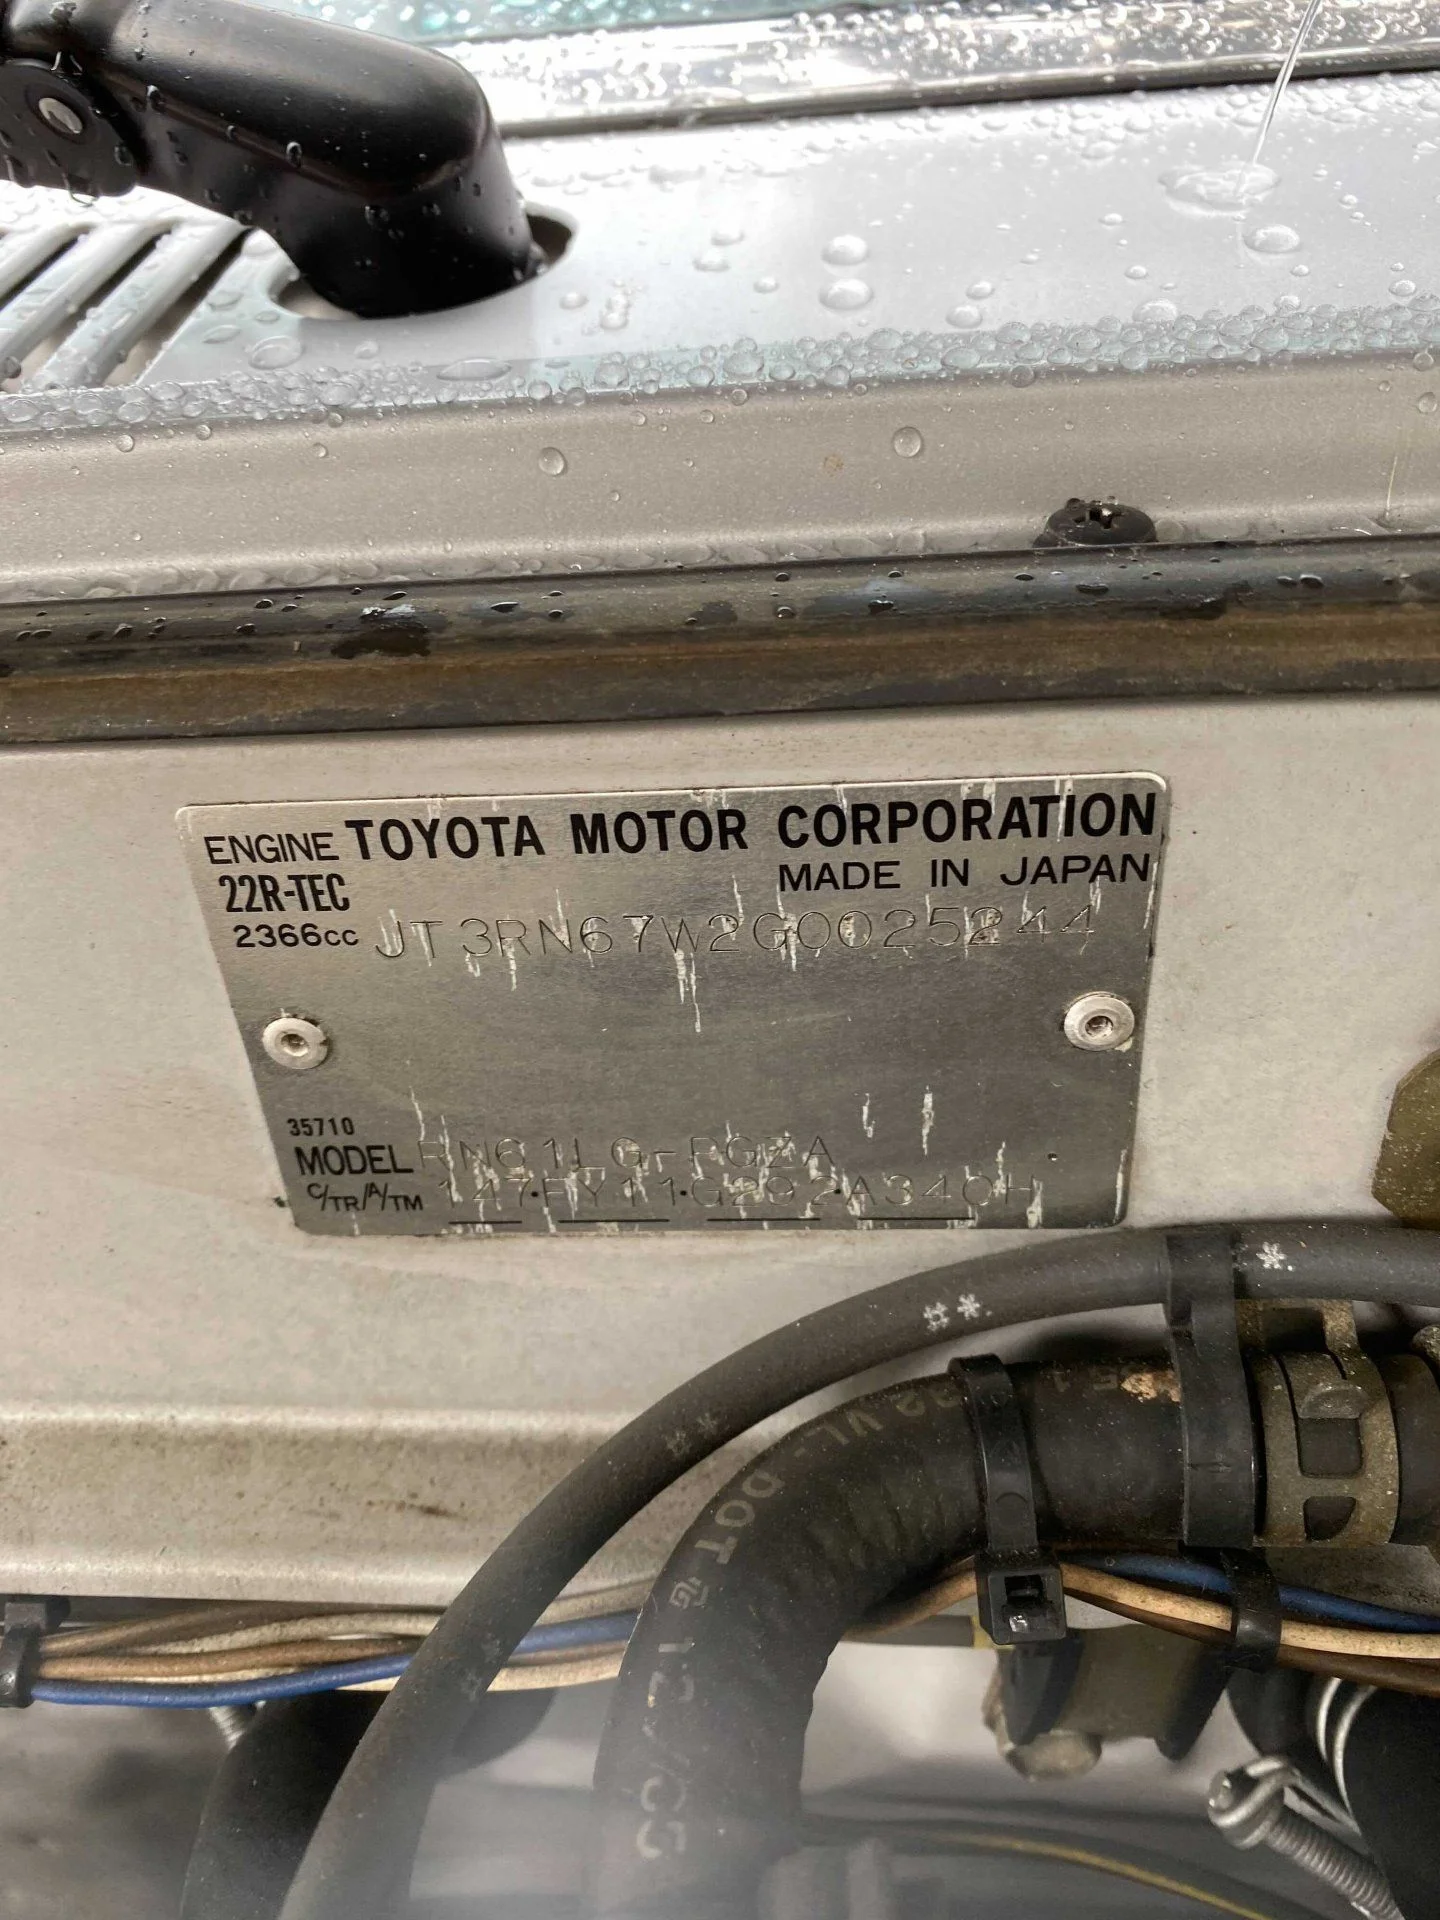 ENGINE TOYOTA MOTOR CORPORATION
22R-TEC MADE IN JAPAN
2366cc JT3RN67W2G0025244
35710
MODEL RN61LG-PGZA
C/TR/A/TM 147·FY11·G292·A340H
DOT